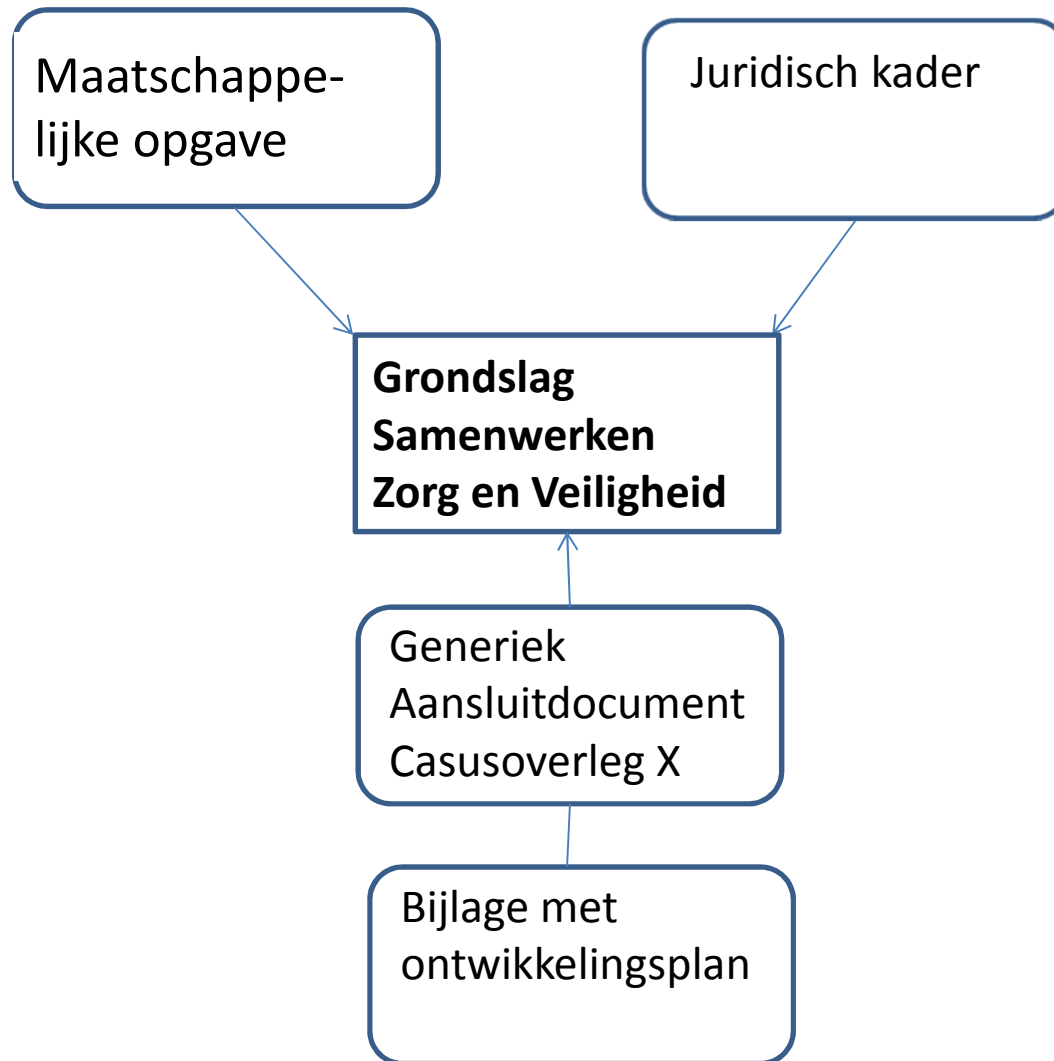 Maatschappe-
lijke opgave
Juridisch kader
Grondslag
Samenwerken
Zorg en Veiligheid
Generiek
Aansluitdocument
Casusoverleg X
Bijlage met
ontwikkelingsplan